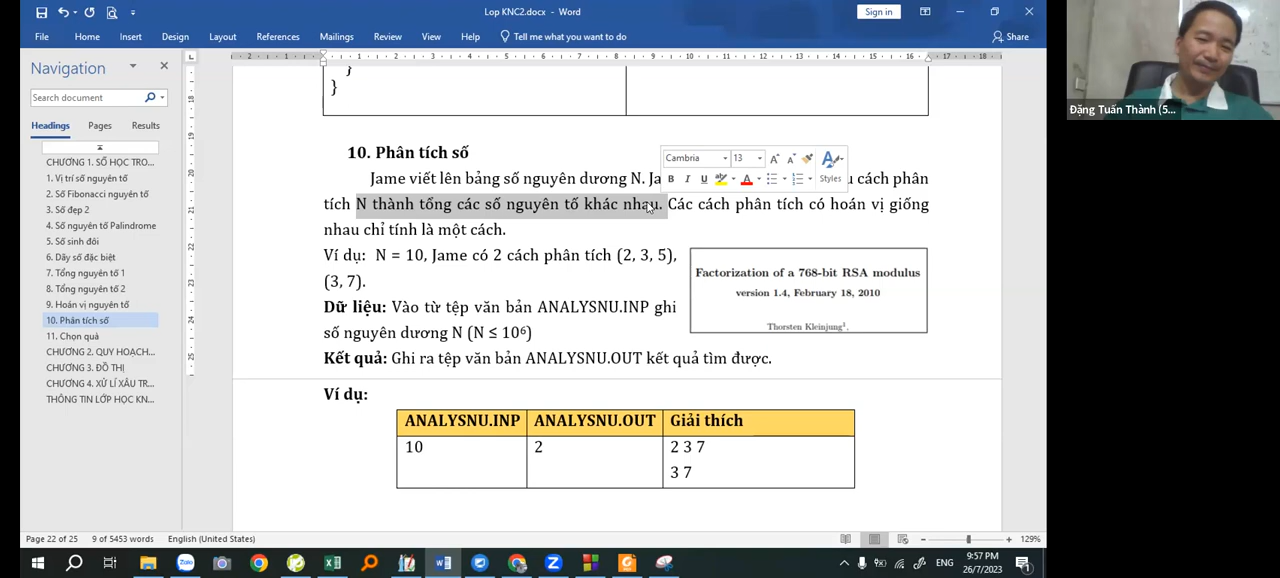 Lop KNC2.docx - Word
Sign in
File Home Insert Design Layout References Mailings Review View Help Tell me what you want to do
Share
Navigation
Search document
Headings Pages Results
CHƯƠNG 1. SỐ HỌC TRO...
1. Vị trí số nguyên tố
2. Số Fibonacci nguyên tố
3. Số đẹp 2
4. Số nguyên tố Palindrome
5. Số sinh đôi
6. Dãy số đặc biệt
7. Tổng nguyên tố 1
8. Tổng nguyên tố 2
9. Hoán vị nguyên tố
10. Phân tích số
11. Chọn quà
CHƯƠNG 2. QUY HOẠCH...
CHƯƠNG 3. ĐỒ THỊ
CHƯƠNG 4. XỬ LÍ XÂU TR...
THÔNG TIN LỚP HỌC KN...
}
}
10. Phân tích số
Jame viết lên bảng số nguyên dương N. Ja
cách phân
tích N thành tổng các số nguyên tố khác nhau. Các cách phân tích có hoán vị giống
nhau chỉ tính là một cách.
Ví dụ: N = 10, Jame có 2 cách phân tích (2, 3, 5),
(3, 7).
Dữ liệu: Vào từ tệp văn bản ANALYSNU.INP ghi
số nguyên dương N (N ≤ 10⁶)
Kết quả: Ghi ra tệp văn bản ANALYSNU.OUT kết quả tìm được.
Cambria 13
B I U Styles
Factorization of a 768-bit RSA modulus
version 1.4, February 18, 2010
Thorsten Kleinjung¹.
Ví dụ:
ANALYSNU.INP ANALYSNU.OUT Giải thích
10 2 2 3 7
3 7
Đặng Tuấn Thành (5...
Page 22 of 25 9 of 5453 words English (United States)
129%
ENG
9:57 PM
26/7/2023